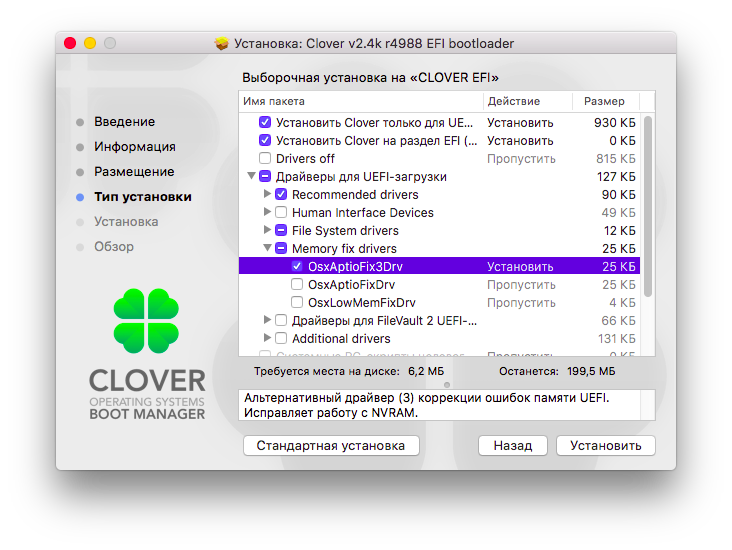 Установка: Clover v2.4k r4988 EFI bootloader
Выборочная установка на «CLOVER EFI»
Введение
Информация
Размещение
Тип установки
Установка
Обзор
CLOVER
OPERATING SYSTEMS
BOOT MANAGER
Имя пакета Действие Размер
Установить Clover только для UE... Установить 930 КБ
Установить Clover на раздел EFI (... Установить 0 КБ
Drivers off Пропустить 815 КБ
Драйверы для UEFI-загрузки 127 КБ
Recommended drivers 90 КБ
Human Interface Devices 49 КБ
File System drivers 12 КБ
Memory fix drivers 25 КБ
OsxAptioFix3Drv Установить 25 КБ
OsxAptioFixDrv Пропустить 25 КБ
OsxLowMemFixDrv Пропустить 4 КБ
Драйверы для FileVault 2 UEFI-... 66 КБ
Additional drivers 131 КБ
Требуется места на диске: 6,2 МБ Останется: 199,5 МБ
Альтернативный драйвер (3) коррекции ошибок памяти UEFI.
Исправляет работу с NVRAM.
Стандартная установка Назад Установить